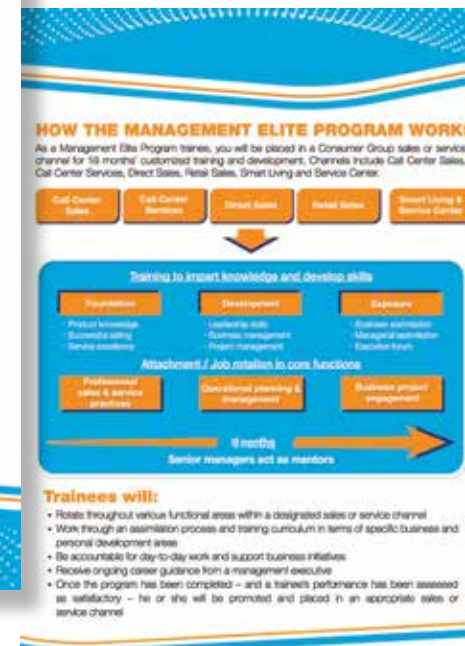 HOW THE MANAGEMENT ELITE PROGRAM WORKS
As a Management Elite Program trainee, you will be placed in a Consumer Group sales or service
channel for 18 months' customized training and development. Channels include Call Center Sales,
Call Center Services, Direct Sales, Retail Sales, Smart Living and Service Center.
Call Center
Sales
Call Center
Services
Direct Sales
Retail Sales
Smart Living &
Service Center
Training to impart knowledge and develop skills
Foundation
Development
Exposure
- Product knowledge
- Successful selling
- Service excellence
- Leadership skills
- Business management
- Project management
- Business assimilation
- Managerial assimilation
- Executive forum
Attachment / Job rotation in core functions
Professional
sales & service
practices
Operational planning &
management
Business project
engagement
18 months
Senior managers act as mentors
Trainees will:
• Rotate throughout various functional areas within a designated sales or service channel
• Work through an assimilation process and training curriculum in terms of specific business and
personal development areas
• Be accountable for day-to-day work and support business initiatives
• Receive ongoing career guidance from a management executive
• Once the program has been completed – and a trainee's performance has been assessed
as satisfactory – he or she will be promoted and placed in an appropriate sales or
service channel